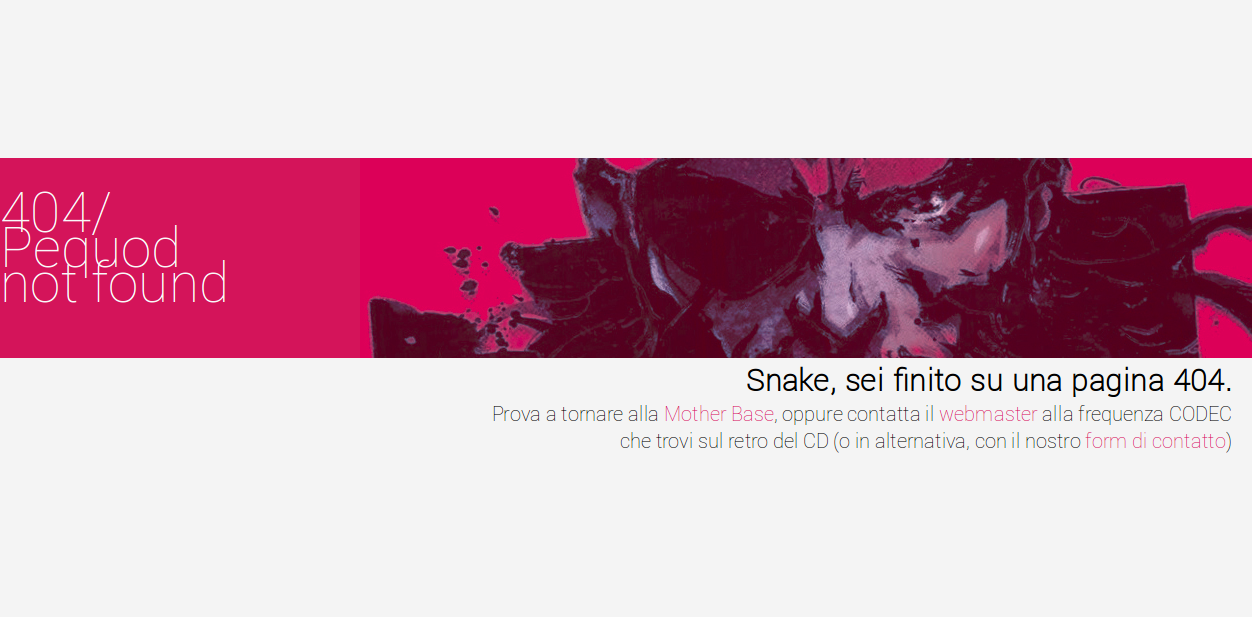 404/
Pequod
not found
Snake, sei finito su una pagina 404.
Prova a tornare alla Mother Base, oppure contatta il webmaster alla frequenza CODEC
che trovi sul retro del CD (o in alternativa, con il nostro form di contatto)